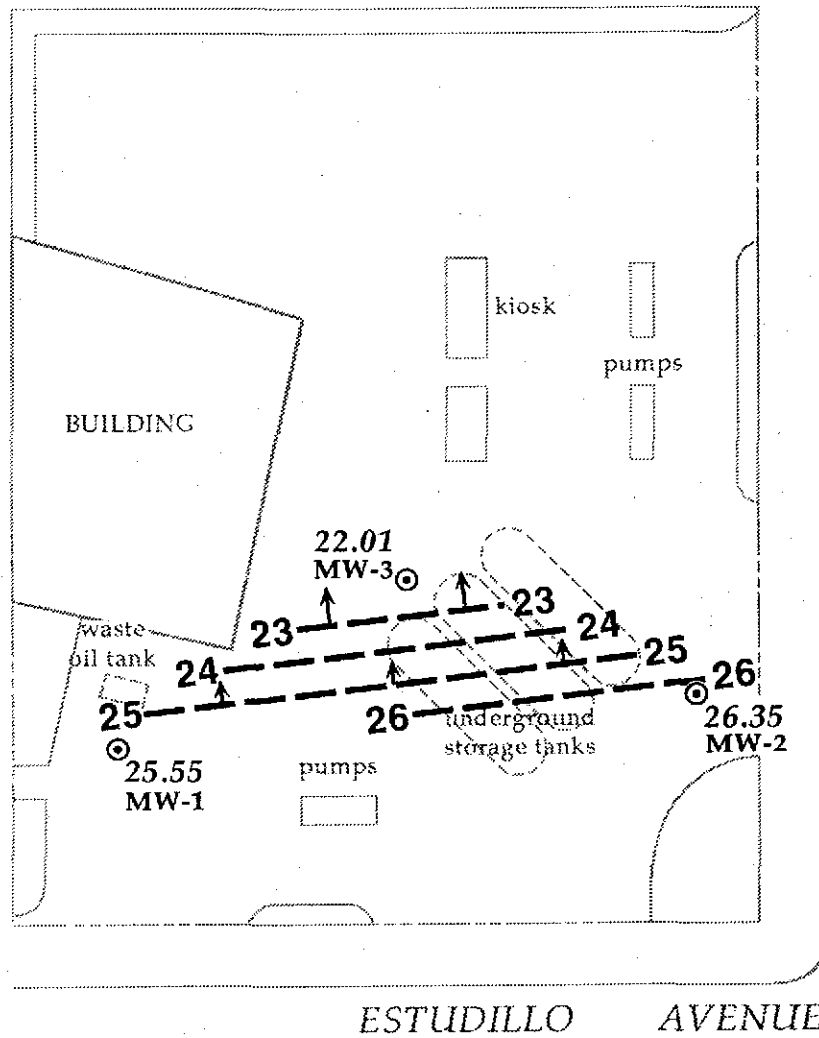 kiosk
pumps
BUILDING
22.01
MW-3
23
23
waste
oil tank
24
24
25
25
26
26
underground
storage tanks
26.35
MW-2
25.55
MW-1
pumps
ESTUDILLO AVENUE